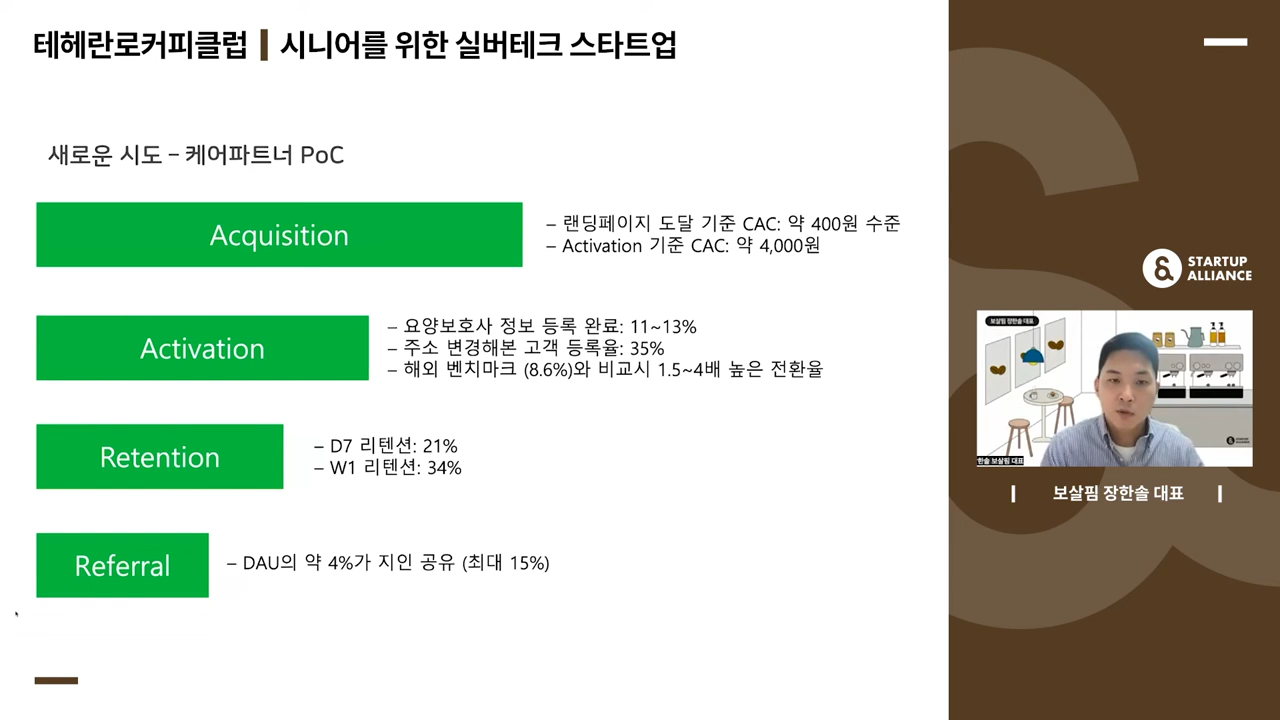 테헤란로커피클럽 | 시니어를 위한 실버테크 스타트업
새로운 시도 – 케어파트너 PoC
Acquisition
– 랜딩페이지 도달 기준 CAC: 약 400원 수준
– Activation 기준 CAC: 약 4,000원
Activation
– 요양보호사 정보 등록 완료: 11~13%
– 주소 변경해본 고객 등록율: 35%
– 해외 벤치마크 (8.6%)와 비교시 1.5~4배 높은 전환율
Retention
– D7 리텐션: 21%
– W1 리텐션: 34%
Referral
– DAU의 약 4%가 지인 공유 (최대 15%)
STARTUP
ALLIANCE
보살핌 장한솔 대표
한솔 보살핌 대표
| 보살핌 장한솔 대표 |